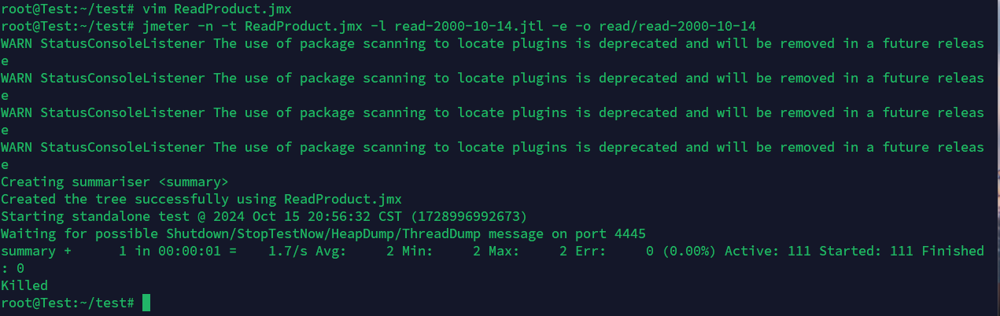 root@Test:~/test# vim ReadProduct.jmx
root@Test:~/test# jmeter -n -t ReadProduct.jmx -l read-2000-10-14.jtl -e -o read/read-2000-10-14
WARN StatusConsoleListener The use of package scanning to locate plugins is deprecated and will be removed in a future releas
e
WARN StatusConsoleListener The use of package scanning to locate plugins is deprecated and will be removed in a future releas
e
WARN StatusConsoleListener The use of package scanning to locate plugins is deprecated and will be removed in a future releas
e
WARN StatusConsoleListener The use of package scanning to locate plugins is deprecated and will be removed in a future releas
e
Creating summariser <summary>
Created the tree successfully using ReadProduct.jmx
Starting standalone test @ 2024 Oct 15 20:56:32 CST (1728996992673)
Waiting for possible Shutdown/StopTestNow/HeapDump/ThreadDump message on port 4445
summary +      1 in 00:00:01 =    1.7/s Avg:     2 Min:     2 Max:     2 Err:     0 (0.00%) Active: 111 Started: 111 Finished
: 0
Killed
root@Test:~/test#